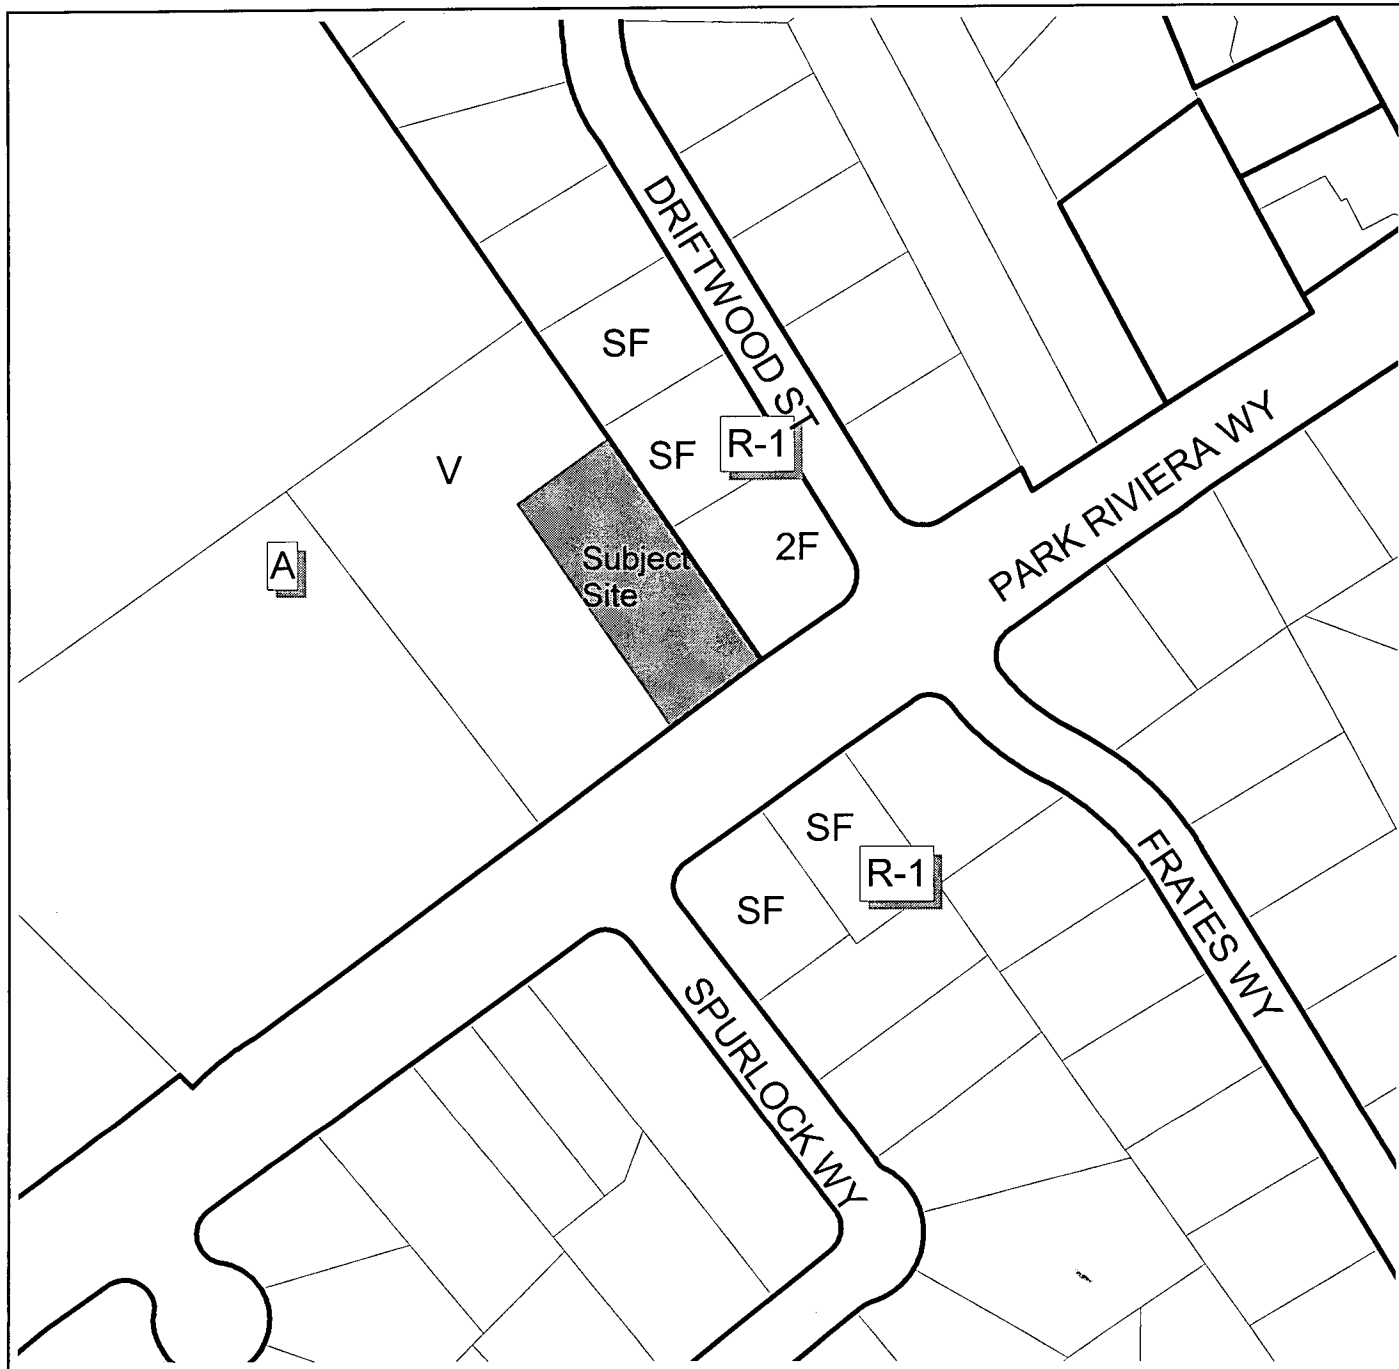 DRIFTWOOD ST
SF
SF
R-1
V
PARK RIVIERA WY
A
Subject
Site
2F
SF
R-1
SF
FRATES WY
SPURLOCK WY